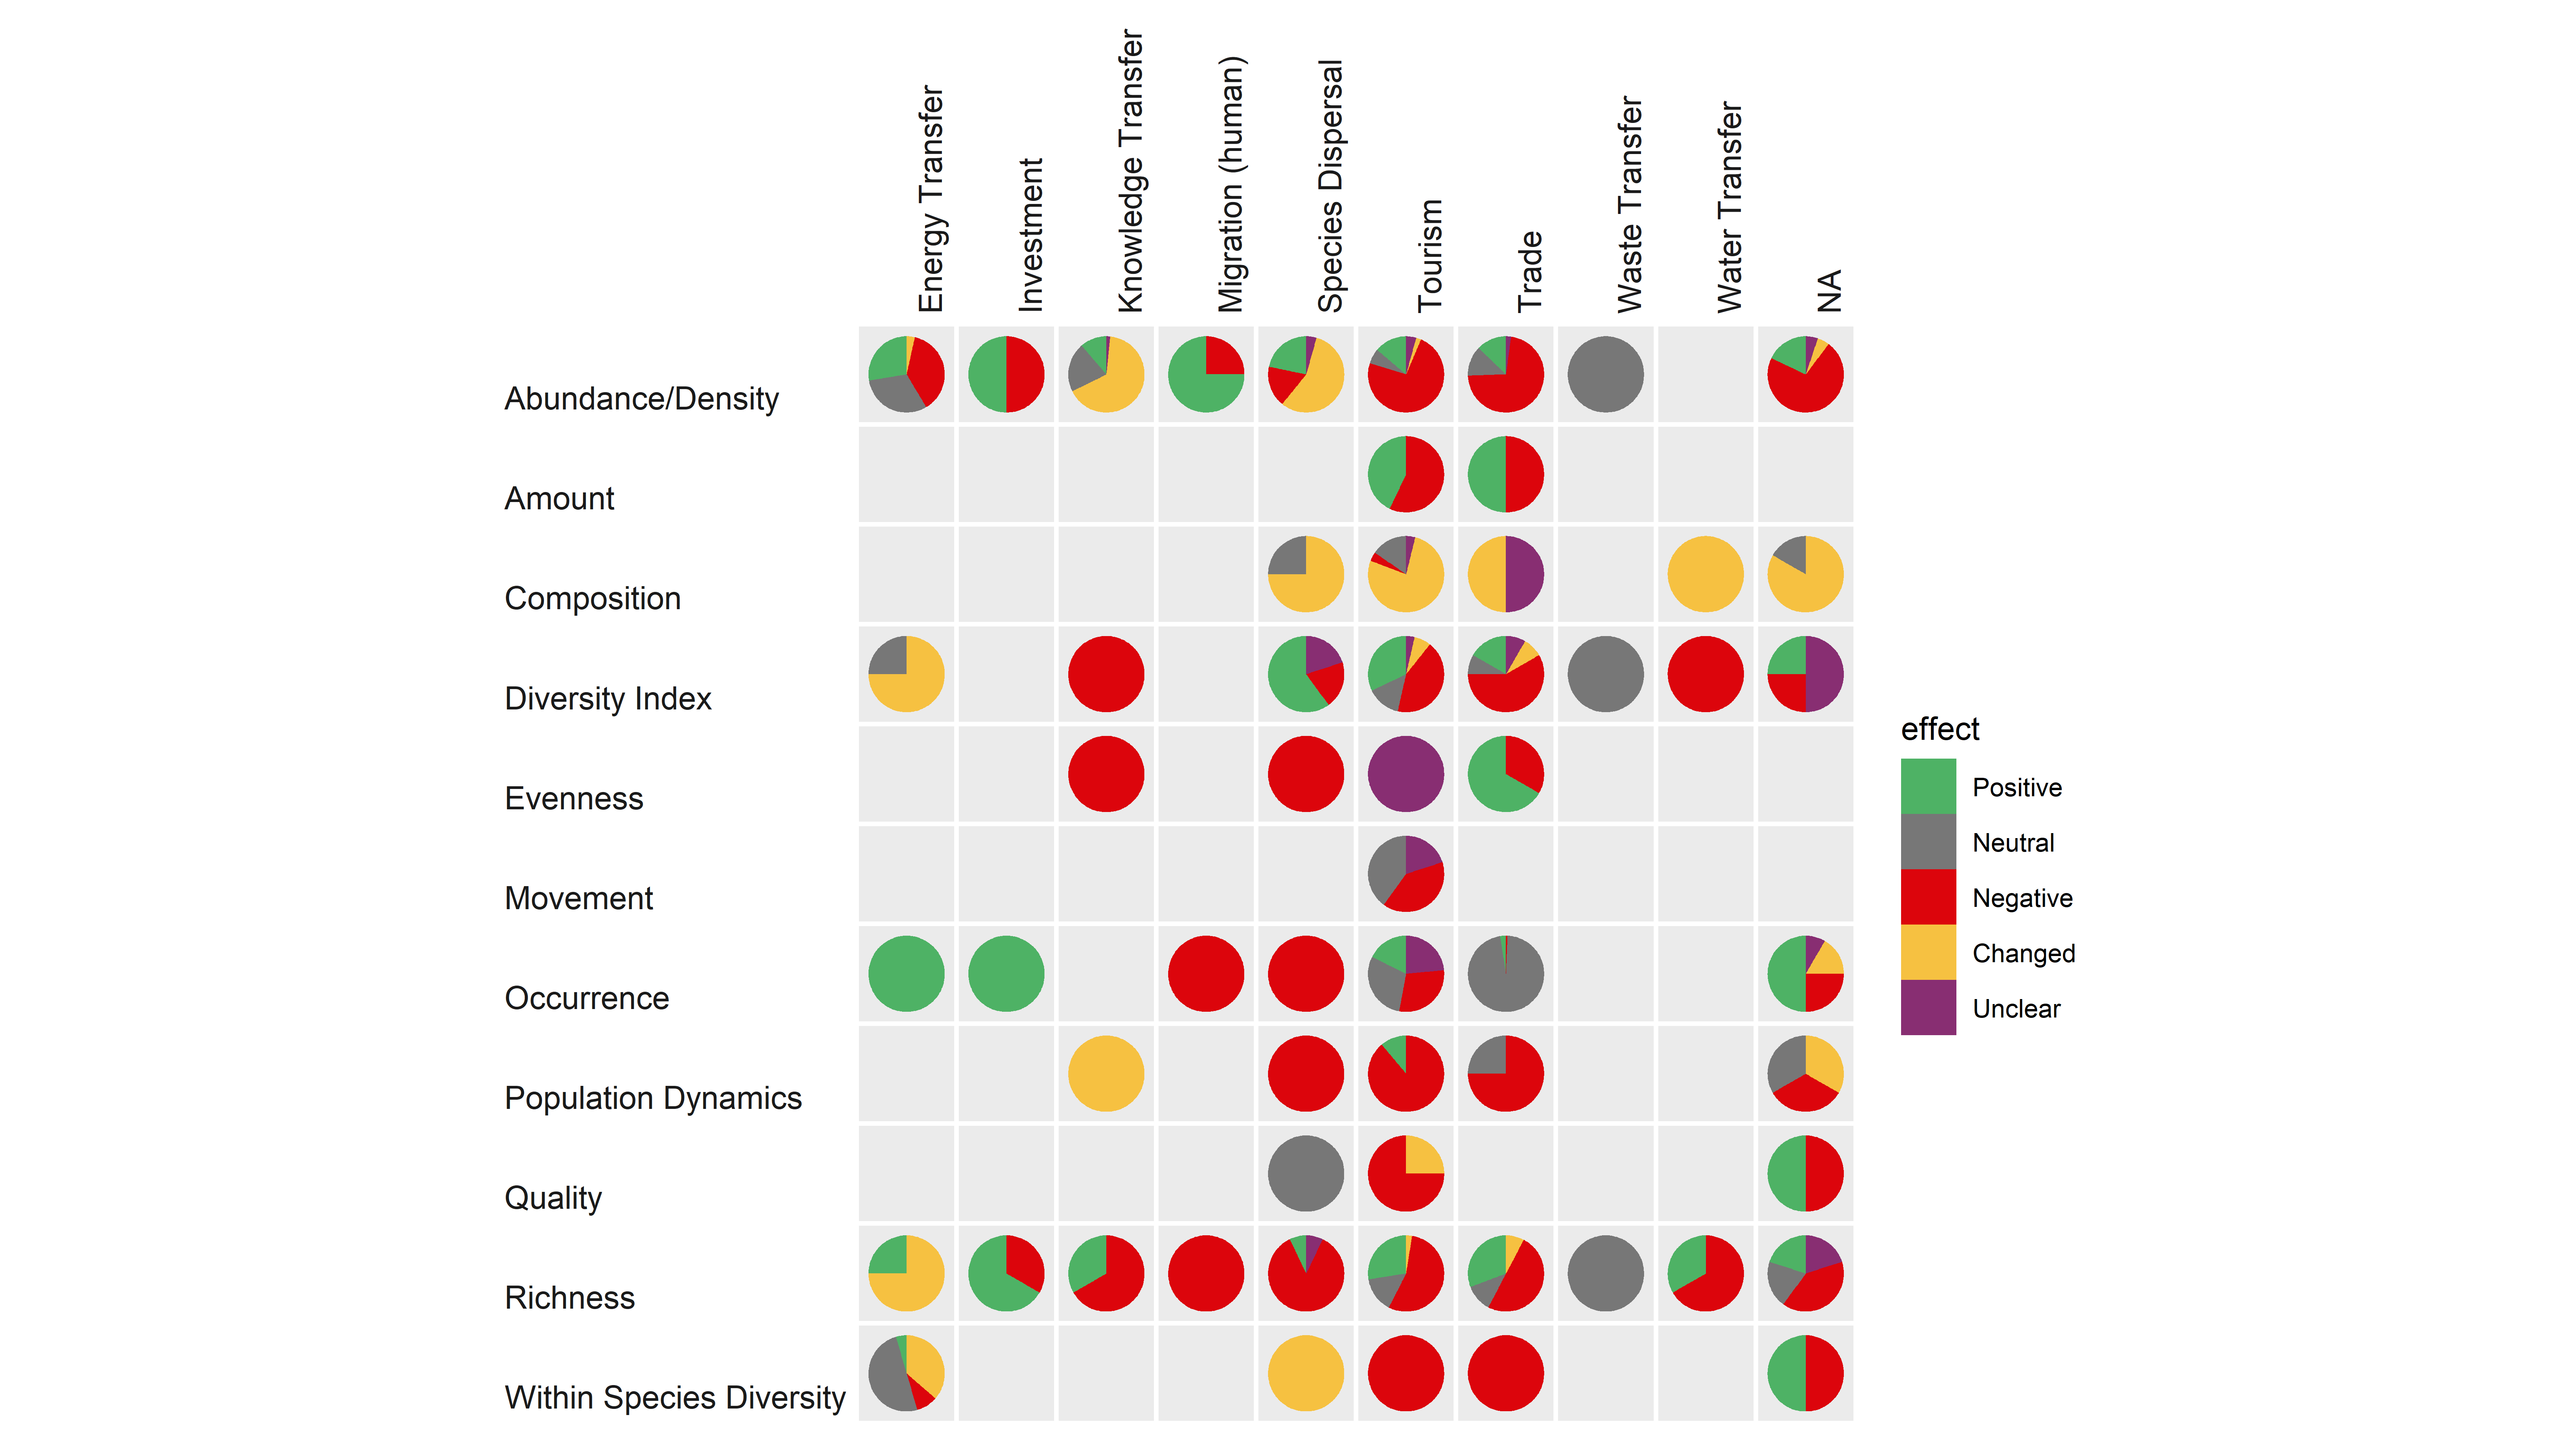 Energy Transfer
Investment
Knowledge Transfer
Migration (human)
Species Dispersal
Tourism
Trade
Waste Transfer
Water Transfer
NA
Abundance/Density
Amount
Composition
Diversity Index
Evenness
Movement
Occurrence
Population Dynamics
Quality
Richness
Within Species Diversity
effect
Positive
Neutral
Negative
Changed
Unclear